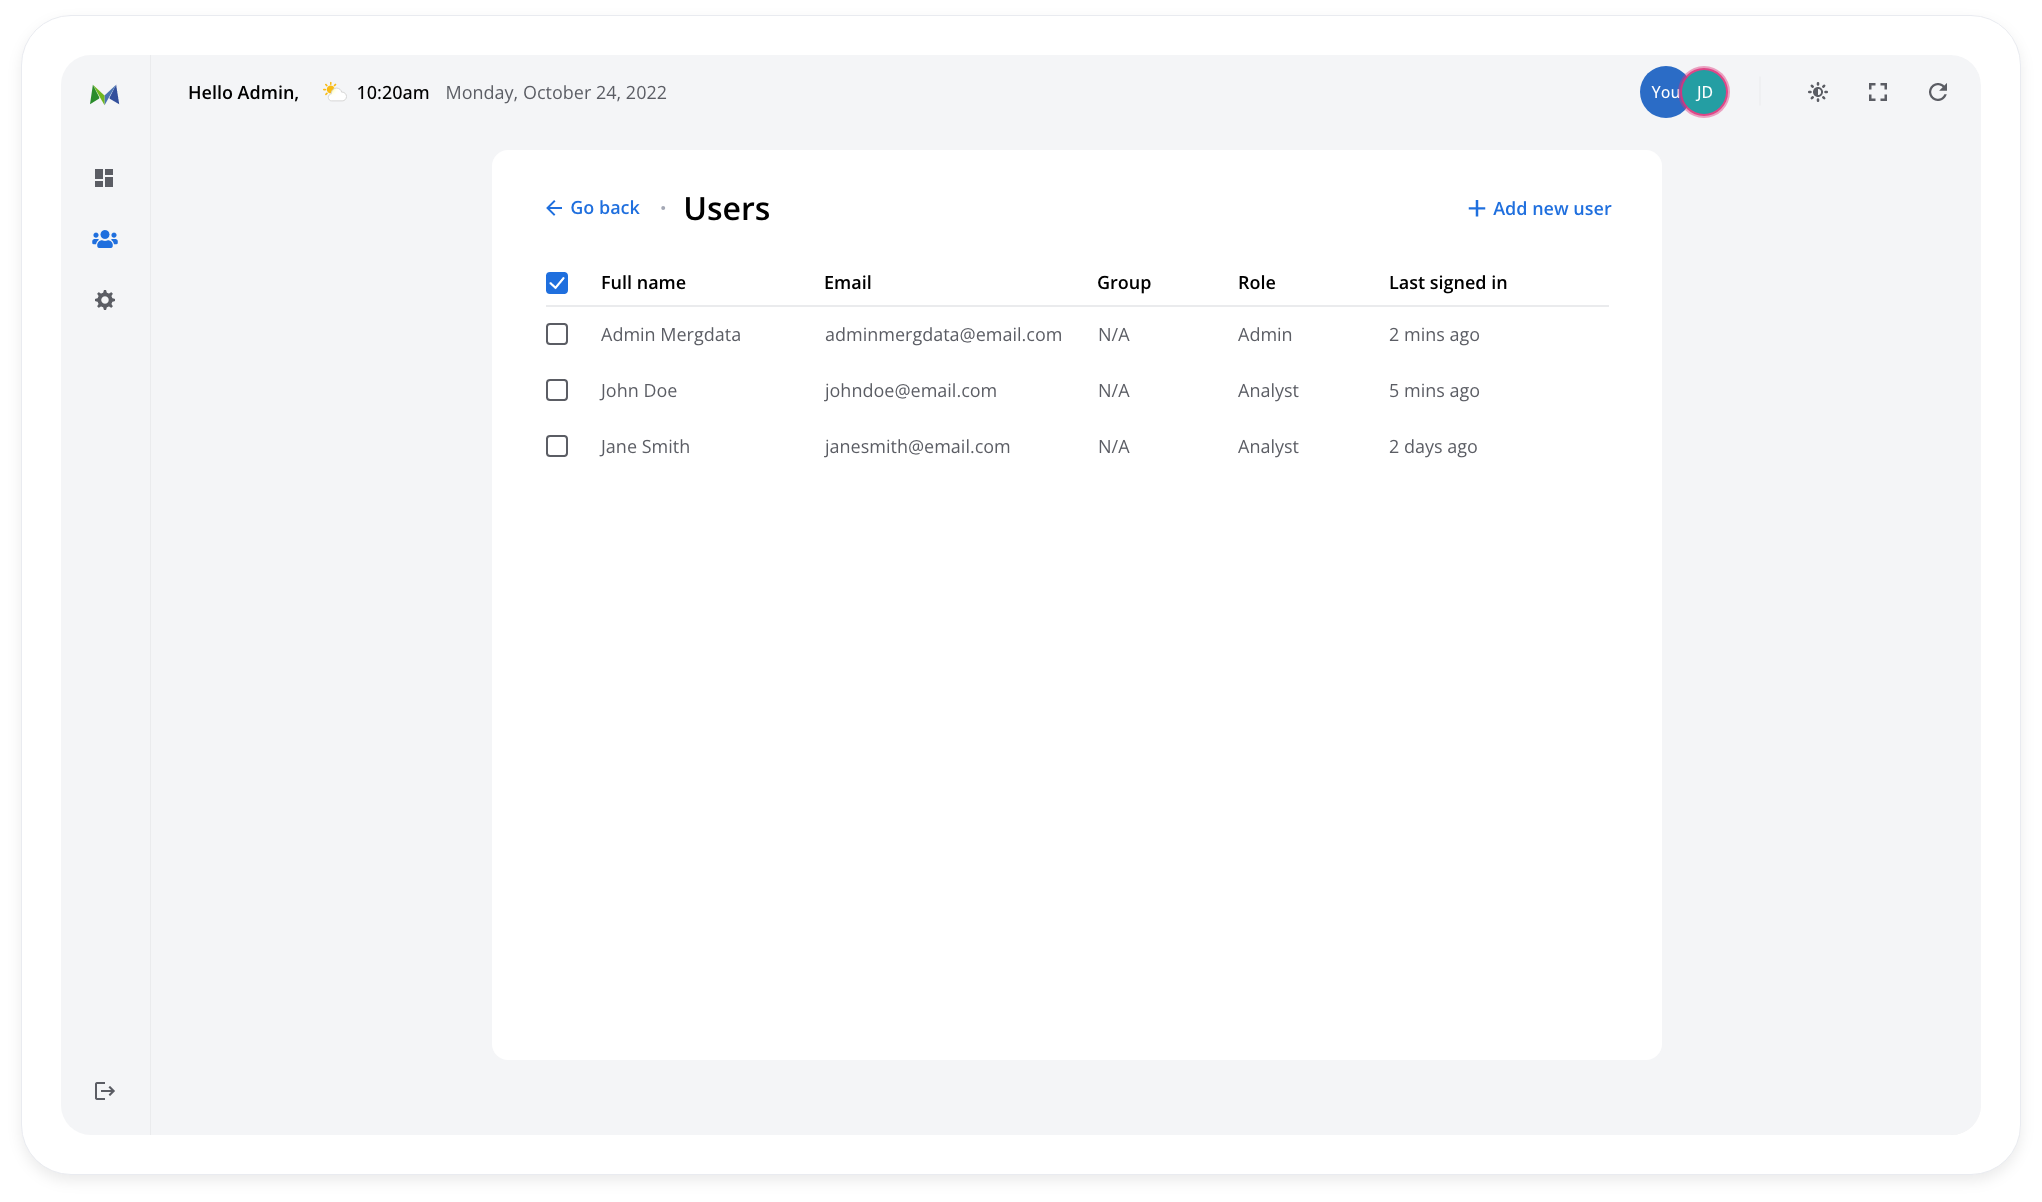 Hello Admin, 10:20am Monday, October 24, 2022
You JD
Go back • Users
Add new user
Full name Email Group Role Last signed in
Admin Mergdata adminmergdata@email.com N/A Admin 2 mins ago
John Doe johndoe@email.com N/A Analyst 5 mins ago
Jane Smith janesmith@email.com N/A Analyst 2 days ago